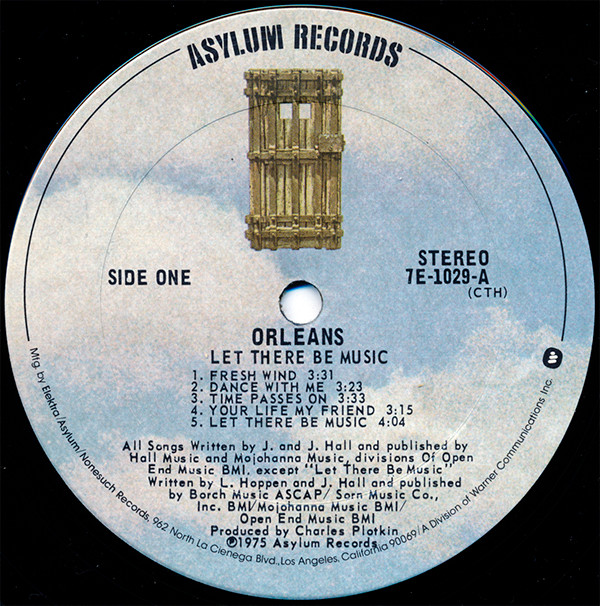 ASYLUM RECORDS
SIDE ONE
STEREO
7E-1029-A
(CTH)
ORLEANS
LET THERE BE MUSIC
1. FRESH WIND 3:31
2. DANCE WITH ME 3:23
3. TIME PASSES ON 3:33
4. YOUR LIFE MY FRIEND 3:15
5. LET THERE BE MUSIC 4:04
All Songs Written by J. and J. Hall and published by
Hall Music and Mojohanna Music, divisions Of Open
End Music BMI. except "Let There Be Music"
Written by L. Hoppen and J. Hall and published
by Borch Music ASCAP/ Sorn Music Co.,
Inc. BMI/Mojohanna Music BMI/
Open End Music BMI
Produced by Charles Plotkin
℗1975 Asylum Records
Mfg. by Elektra/Asylum/Nonesuch Records, 962 North La Cienega Blvd., Los Angeles, California 90069/A Division of Warner Communications Inc.